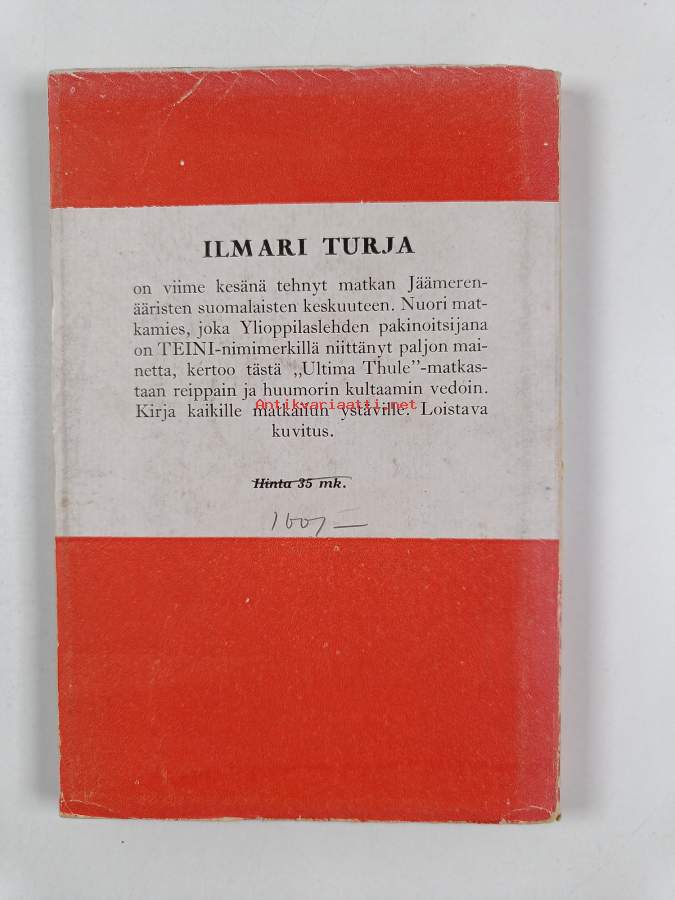 ILMARI TURJA
on viime kesänä tehnyt matkan Jäämeren-
ääristen suomalaisten keskuuteen. Nuori mat-
kamies, joka Ylioppilaslehden pakinoitsijana
on TEINI-nimimerkillä niittänyt paljon mai-
netta, kertoo tästä „Ultima Thule”-matkas-
taan reippain ja huumorin kultaamin vedoin.
Antikvariaatti.net
Kirja kaikille matkailun ystäville. Loistava
kuvitus.
Hinta 35 mk.